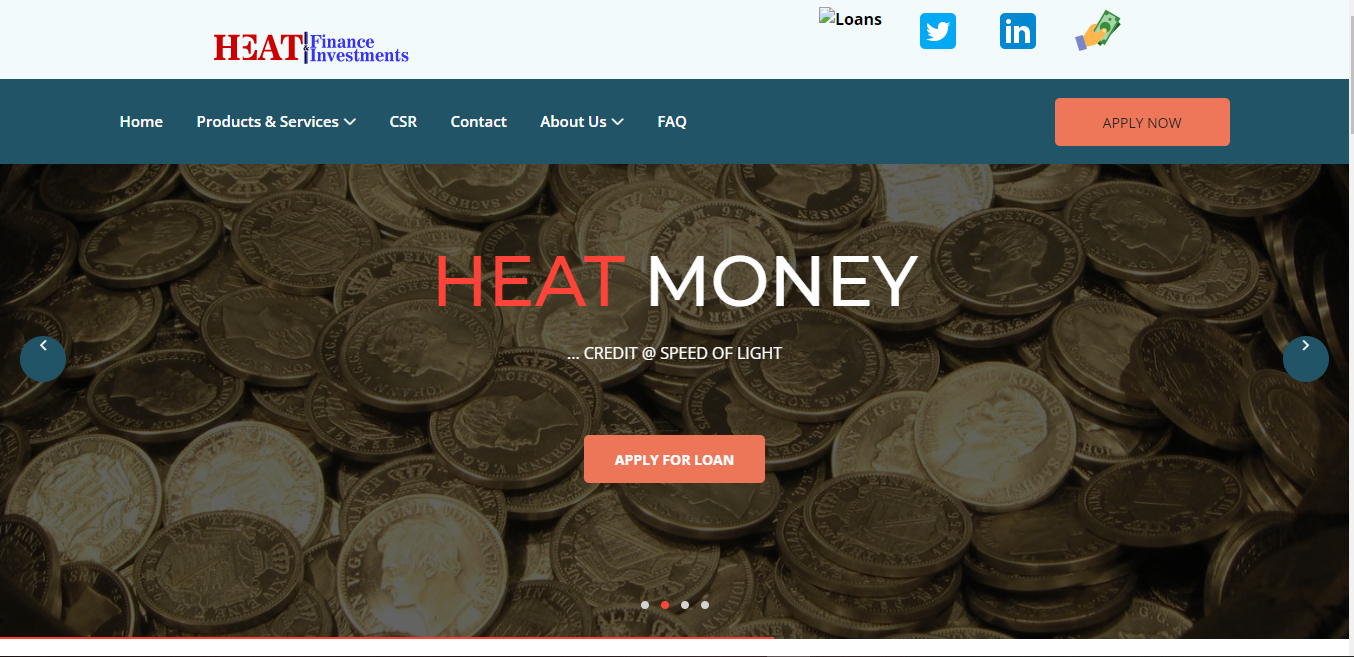 Loans
HEAT & Finance
Investments
Home Products & Services CSR Contact About Us FAQ
APPLY NOW
HEAT MONEY
... CREDIT @ SPEED OF LIGHT
APPLY FOR LOAN